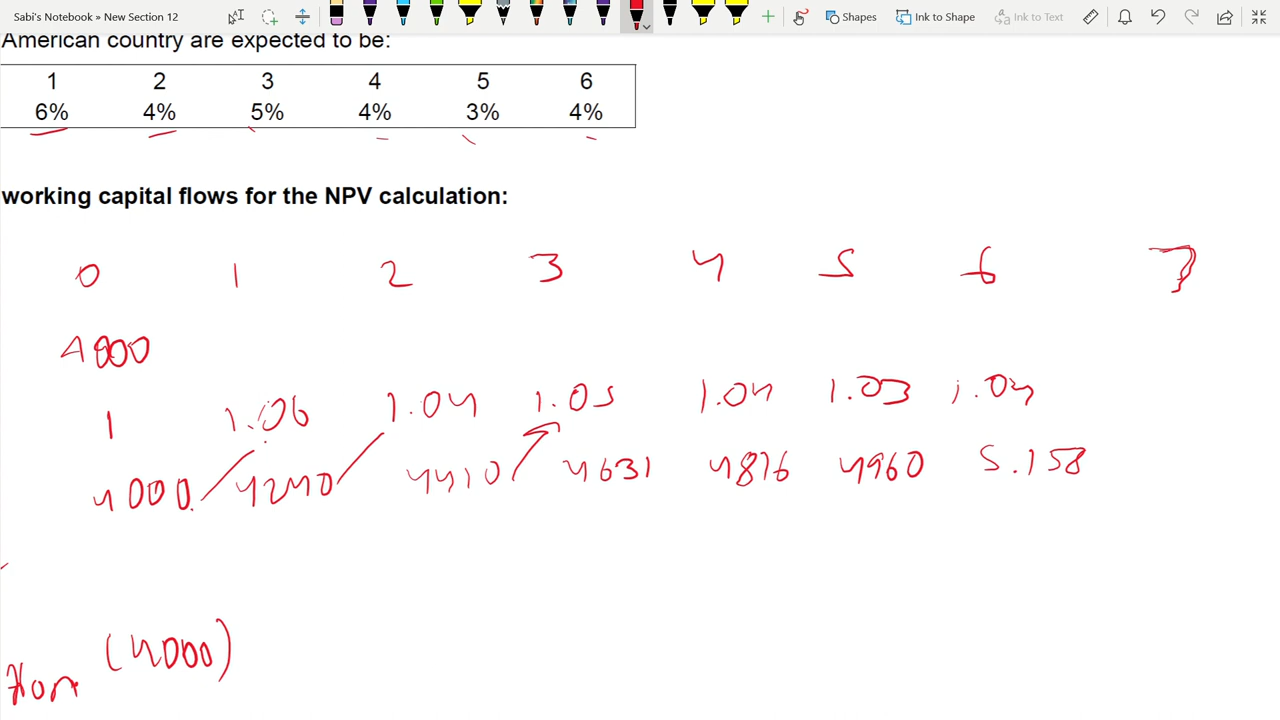 Sabi's Notebook » New Section 12
Shapes
Ink to Shape
Ink to Text
American country are expected to be:
1 2 3 4 5 6
6% 4% 5% 4% 3% 4%
working capital flows for the NPV calculation:
0 1 2 3 4 5 6 7
4000
1 1.06 1.04 1.05 1.04 1.03 1.04
4000 4240 4410 4631 4816 4960 5.158
(4000)